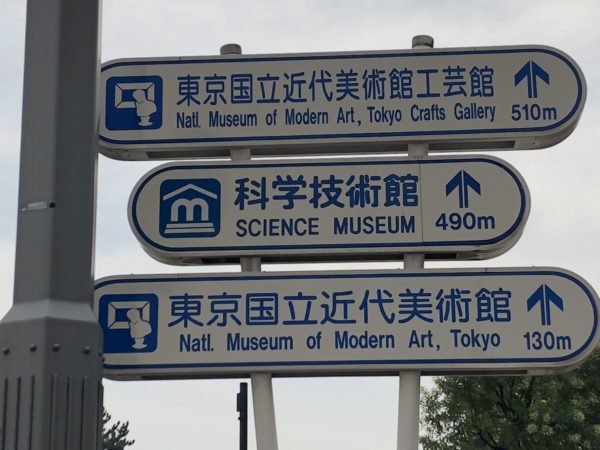 東京国立近代美術館工芸館
Natl. Museum of Modern Art, Tokyo Crafts Gallery 510m
科学技術館
SCIENCE MUSEUM 490m
東京国立近代美術館
Natl. Museum of Modern Art, Tokyo 130m